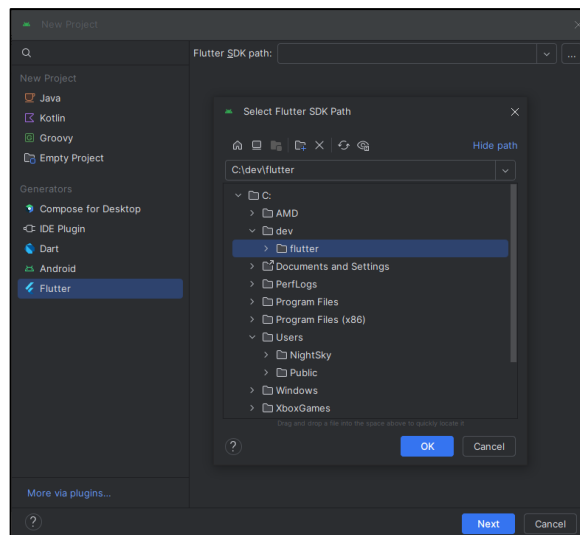 New Project
Flutter SDK path:
...
New Project
Java
Kotlin
Groovy
Empty Project
Generators
Compose for Desktop
IDE Plugin
Dart
Android
Flutter
More via plugins...
Select Flutter SDK Path
Hide path
C:\dev\flutter
C:
AMD
dev
flutter
Documents and Settings
PerfLogs
Program Files
Program Files (x86)
Users
NightSky
Public
Windows
XboxGames
Drag and drop a file into the space above to quickly locate it
?
OK
Cancel
?
Next
Cancel